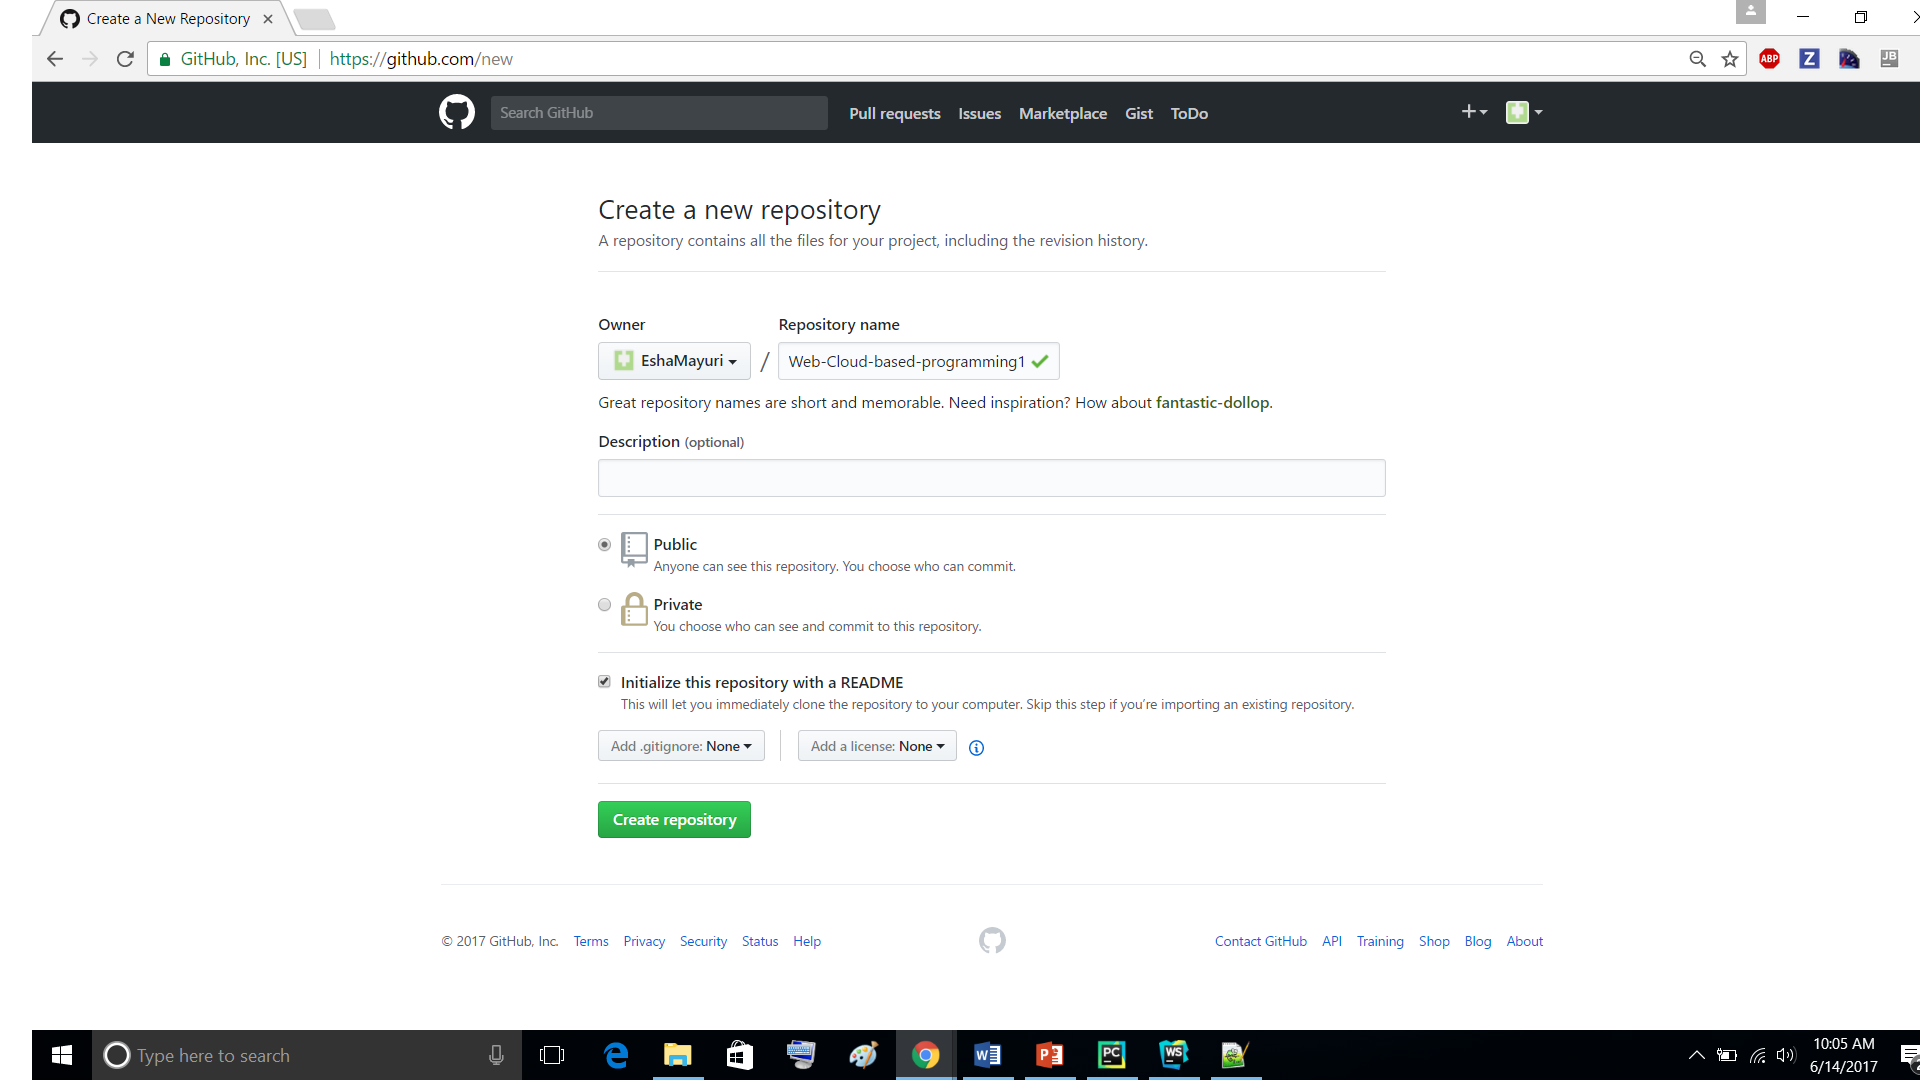 Create a New Repository
GitHub, Inc. [US] https://github.com/new
ABP Z JB
Search GitHub Pull requests Issues Marketplace Gist ToDo
Create a new repository
A repository contains all the files for your project, including the revision history.
Owner Repository name
EshaMayuri / Web-Cloud-based-programming1
Great repository names are short and memorable. Need inspiration? How about fantastic-dollop.
Description (optional)
Public
Anyone can see this repository. You choose who can commit.
Private
You choose who can see and commit to this repository.
Initialize this repository with a README
This will let you immediately clone the repository to your computer. Skip this step if you’re importing an existing repository.
Add .gitignore: None Add a license: None
Create repository
© 2017 GitHub, Inc. Terms Privacy Security Status Help Contact GitHub API Training Shop Blog About
Type here to search
PC WS
10:05 AM
6/14/2017